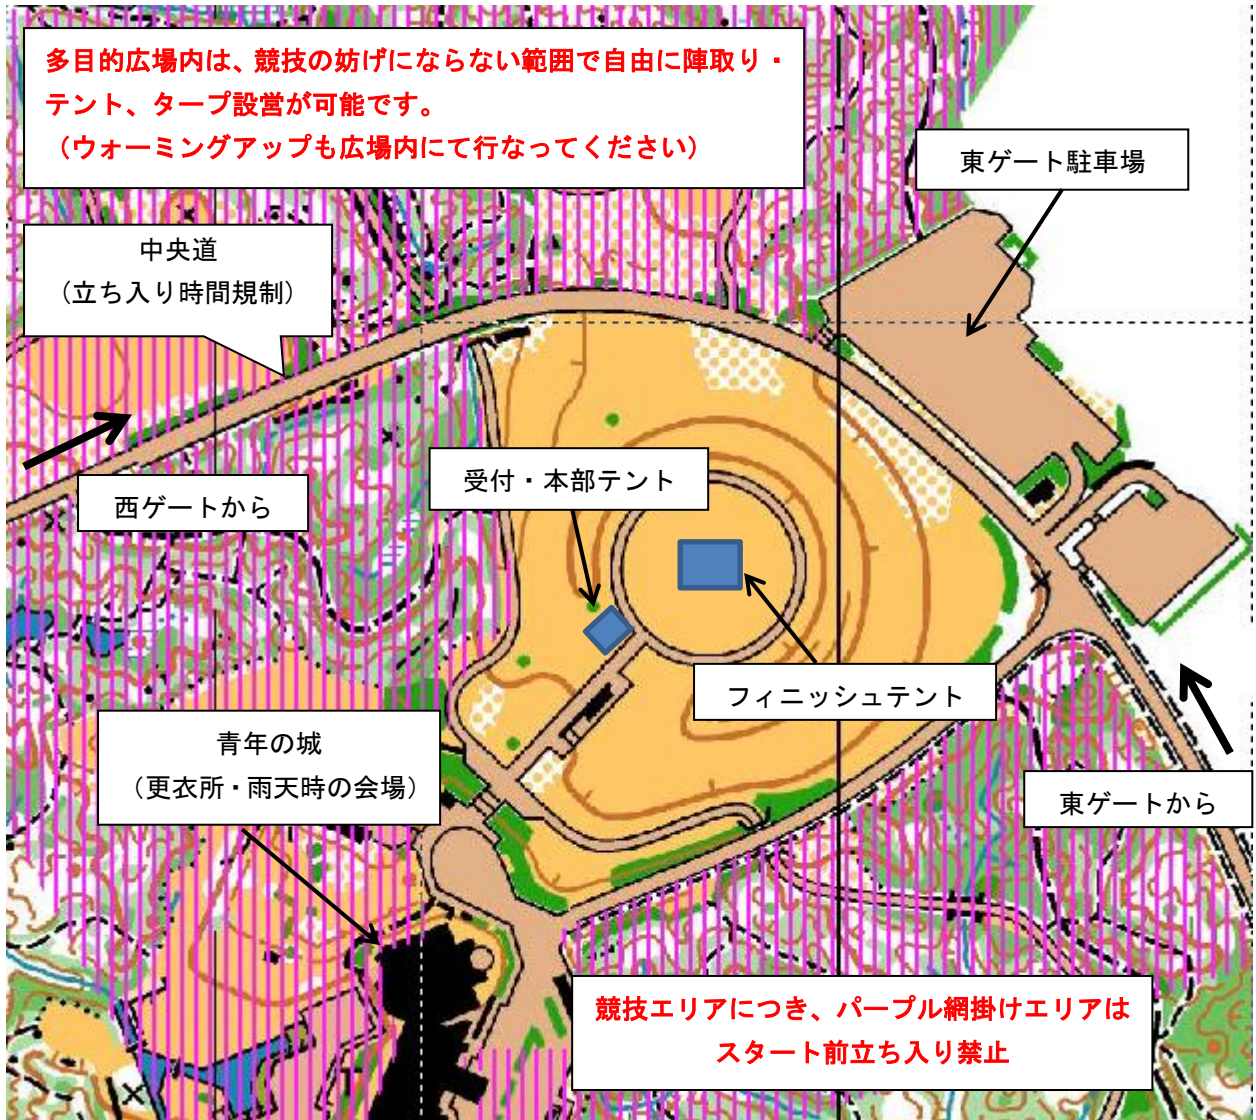 多目的広場内は、競技の妨げにならない範囲で自由に陣取り・
テント、タープ設営が可能です。
（ウォーミングアップも広場内にて行なってください）
東ゲート駐車場
中央道
（立ち入り時間規制）
受付・本部テント
西ゲートから
フィニッシュテント
青年の城
（更衣所・雨天時の会場）
東ゲートから
競技エリアにつき、パープル網掛けエリアは
スタート前立ち入り禁止